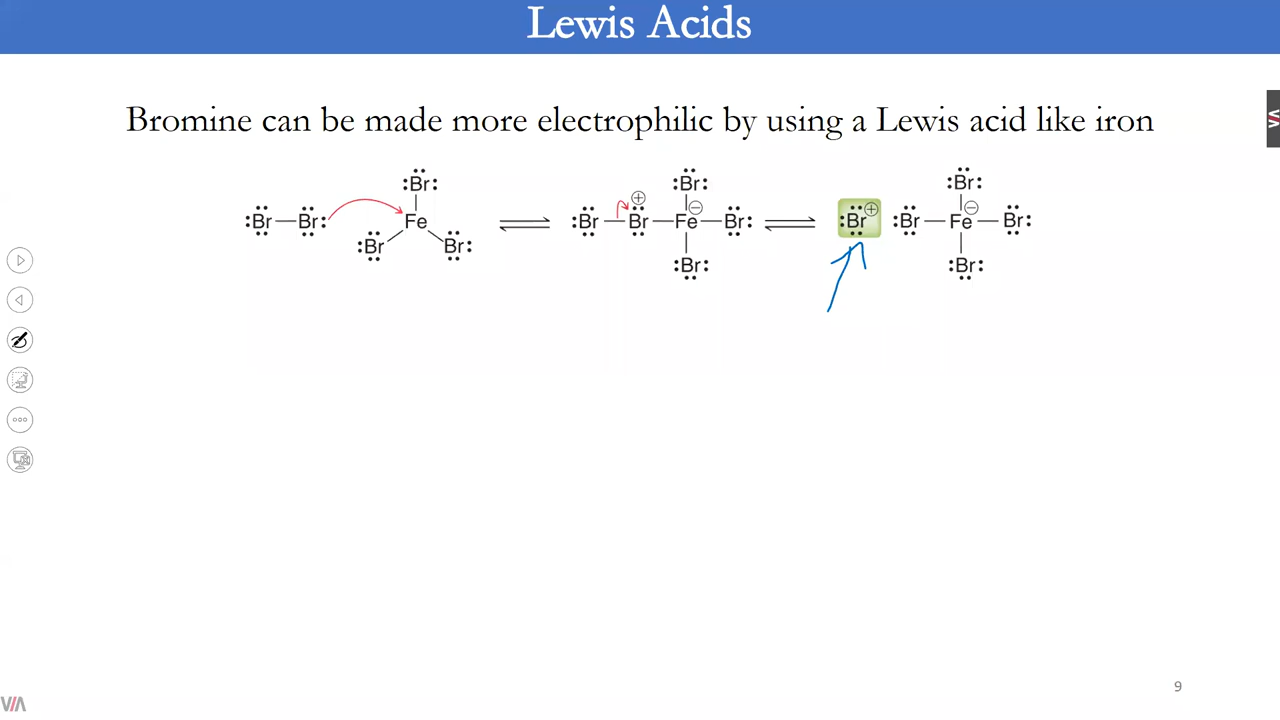 Lewis Acids
Bromine can be made more electrophilic by using a Lewis acid like iron
Br Br Br Fe Br Br
Br Br ⊕ Br Fe ⊖ Br Br
Br ⊕ Br Br Fe ⊖ Br Br
9
VIA